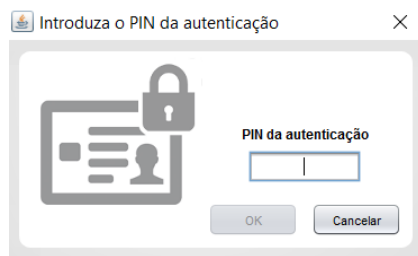 Introduza o PIN da autenticação
PIN da autenticação
OK
Cancelar